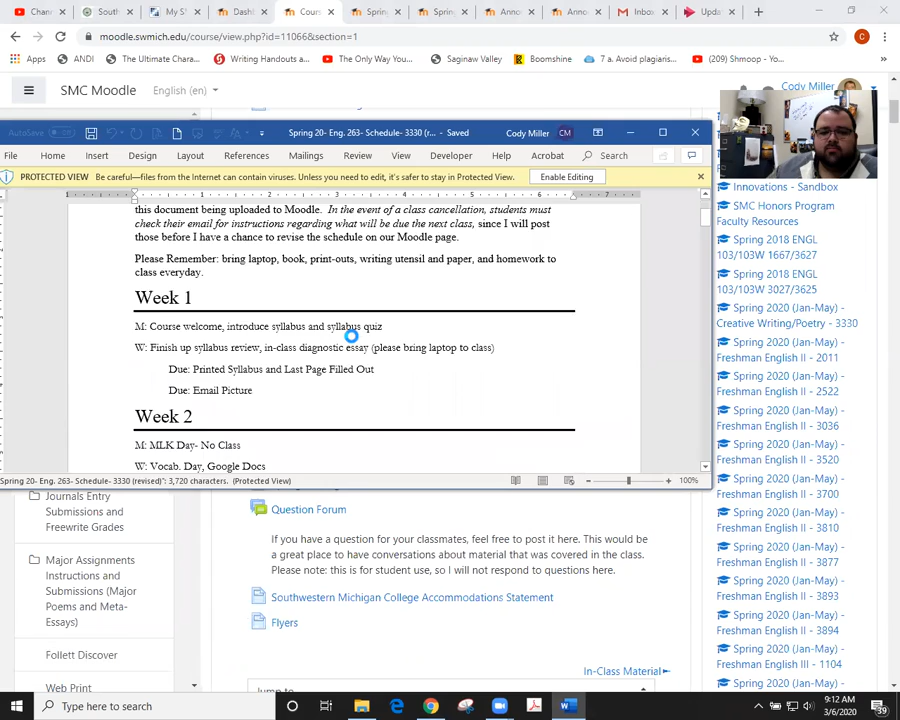 Chann
South
My SM
Dashb
Cours
Spring
Spring
Annou
Annou
Inbox
Updat
moodle.swmich.edu/course/view.php?id=11066&section=1
Apps
ANDI
The Ultimate Chara...
Writing Handouts a...
The Only Way You...
Saginaw Valley
Boomshine
7 a. Avoid plagiaris...
(209) Shmoop - You...
SMC Moodle
English (en)
Cody Miller
AutoSave
Spring 20- Eng. 263- Schedule- 3330 (r... - Saved
Cody Miller
CM
File
Home
Insert
Design
Layout
References
Mailings
Review
View
Developer
Help
Acrobat
Search
PROTECTED VIEW Be careful—files from the Internet can contain viruses. Unless you need to edit, it's safer to stay in Protected View.
Enable Editing
this document being uploaded to Moodle. In the event of a class cancellation, students must
check their email for instructions regarding what will be due the next class, since I will post
those before I have a chance to revise the schedule on our Moodle page.
Please Remember: bring laptop, book, print-outs, writing utensil and paper, and homework to
class everyday.
Week 1
M: Course welcome, introduce syllabus and syllabus quiz
W: Finish up syllabus review, in-class diagnostic essay (please bring laptop to class)
Due: Printed Syllabus and Last Page Filled Out
Due: Email Picture
Week 2
M: MLK Day- No Class
W: Vocab. Day, Google Docs
Spring 20- Eng. 263- Schedule- 3330 (revised)": 3,720 characters. (Protected View)
100%
Innovations - Sandbox
SMC Honors Program
Faculty Resources
Spring 2018 ENGL
103/103W 1667/3627
Spring 2018 ENGL
103/103W 3027/3625
Spring 2020 (Jan-May) -
Creative Writing/Poetry - 3330
Spring 2020 (Jan-May) -
Freshman English II - 2011
Spring 2020 (Jan-May) -
Freshman English II - 2522
Spring 2020 (Jan-May) -
Freshman English II - 3036
Spring 2020 (Jan-May) -
Freshman English II - 3520
Spring 2020 (Jan-May) -
Freshman English II - 3700
Spring 2020 (Jan-May) -
Freshman English II - 3810
Spring 2020 (Jan-May) -
Freshman English II - 3877
Spring 2020 (Jan-May) -
Freshman English II - 3893
Spring 2020 (Jan-May) -
Freshman English II - 3894
Spring 2020 (Jan-May) -
Freshman English III - 1104
Spring 2020 (Jan-May) -
Journals Entry
Submissions and
Freewrite Grades
Major Assignments
Instructions and
Submissions (Major
Poems and Meta-
Essays)
Follett Discover
Web Print
Question Forum
If you have a question for your classmates, feel free to post it here. This would be
a great place to have conversations about material that was covered in the class.
Please note: this is for student use, so I will not respond to questions here.
Southwestern Michigan College Accommodations Statement
Flyers
In-Class Material
Jump to...
Type here to search
9:12 AM
3/6/2020
39